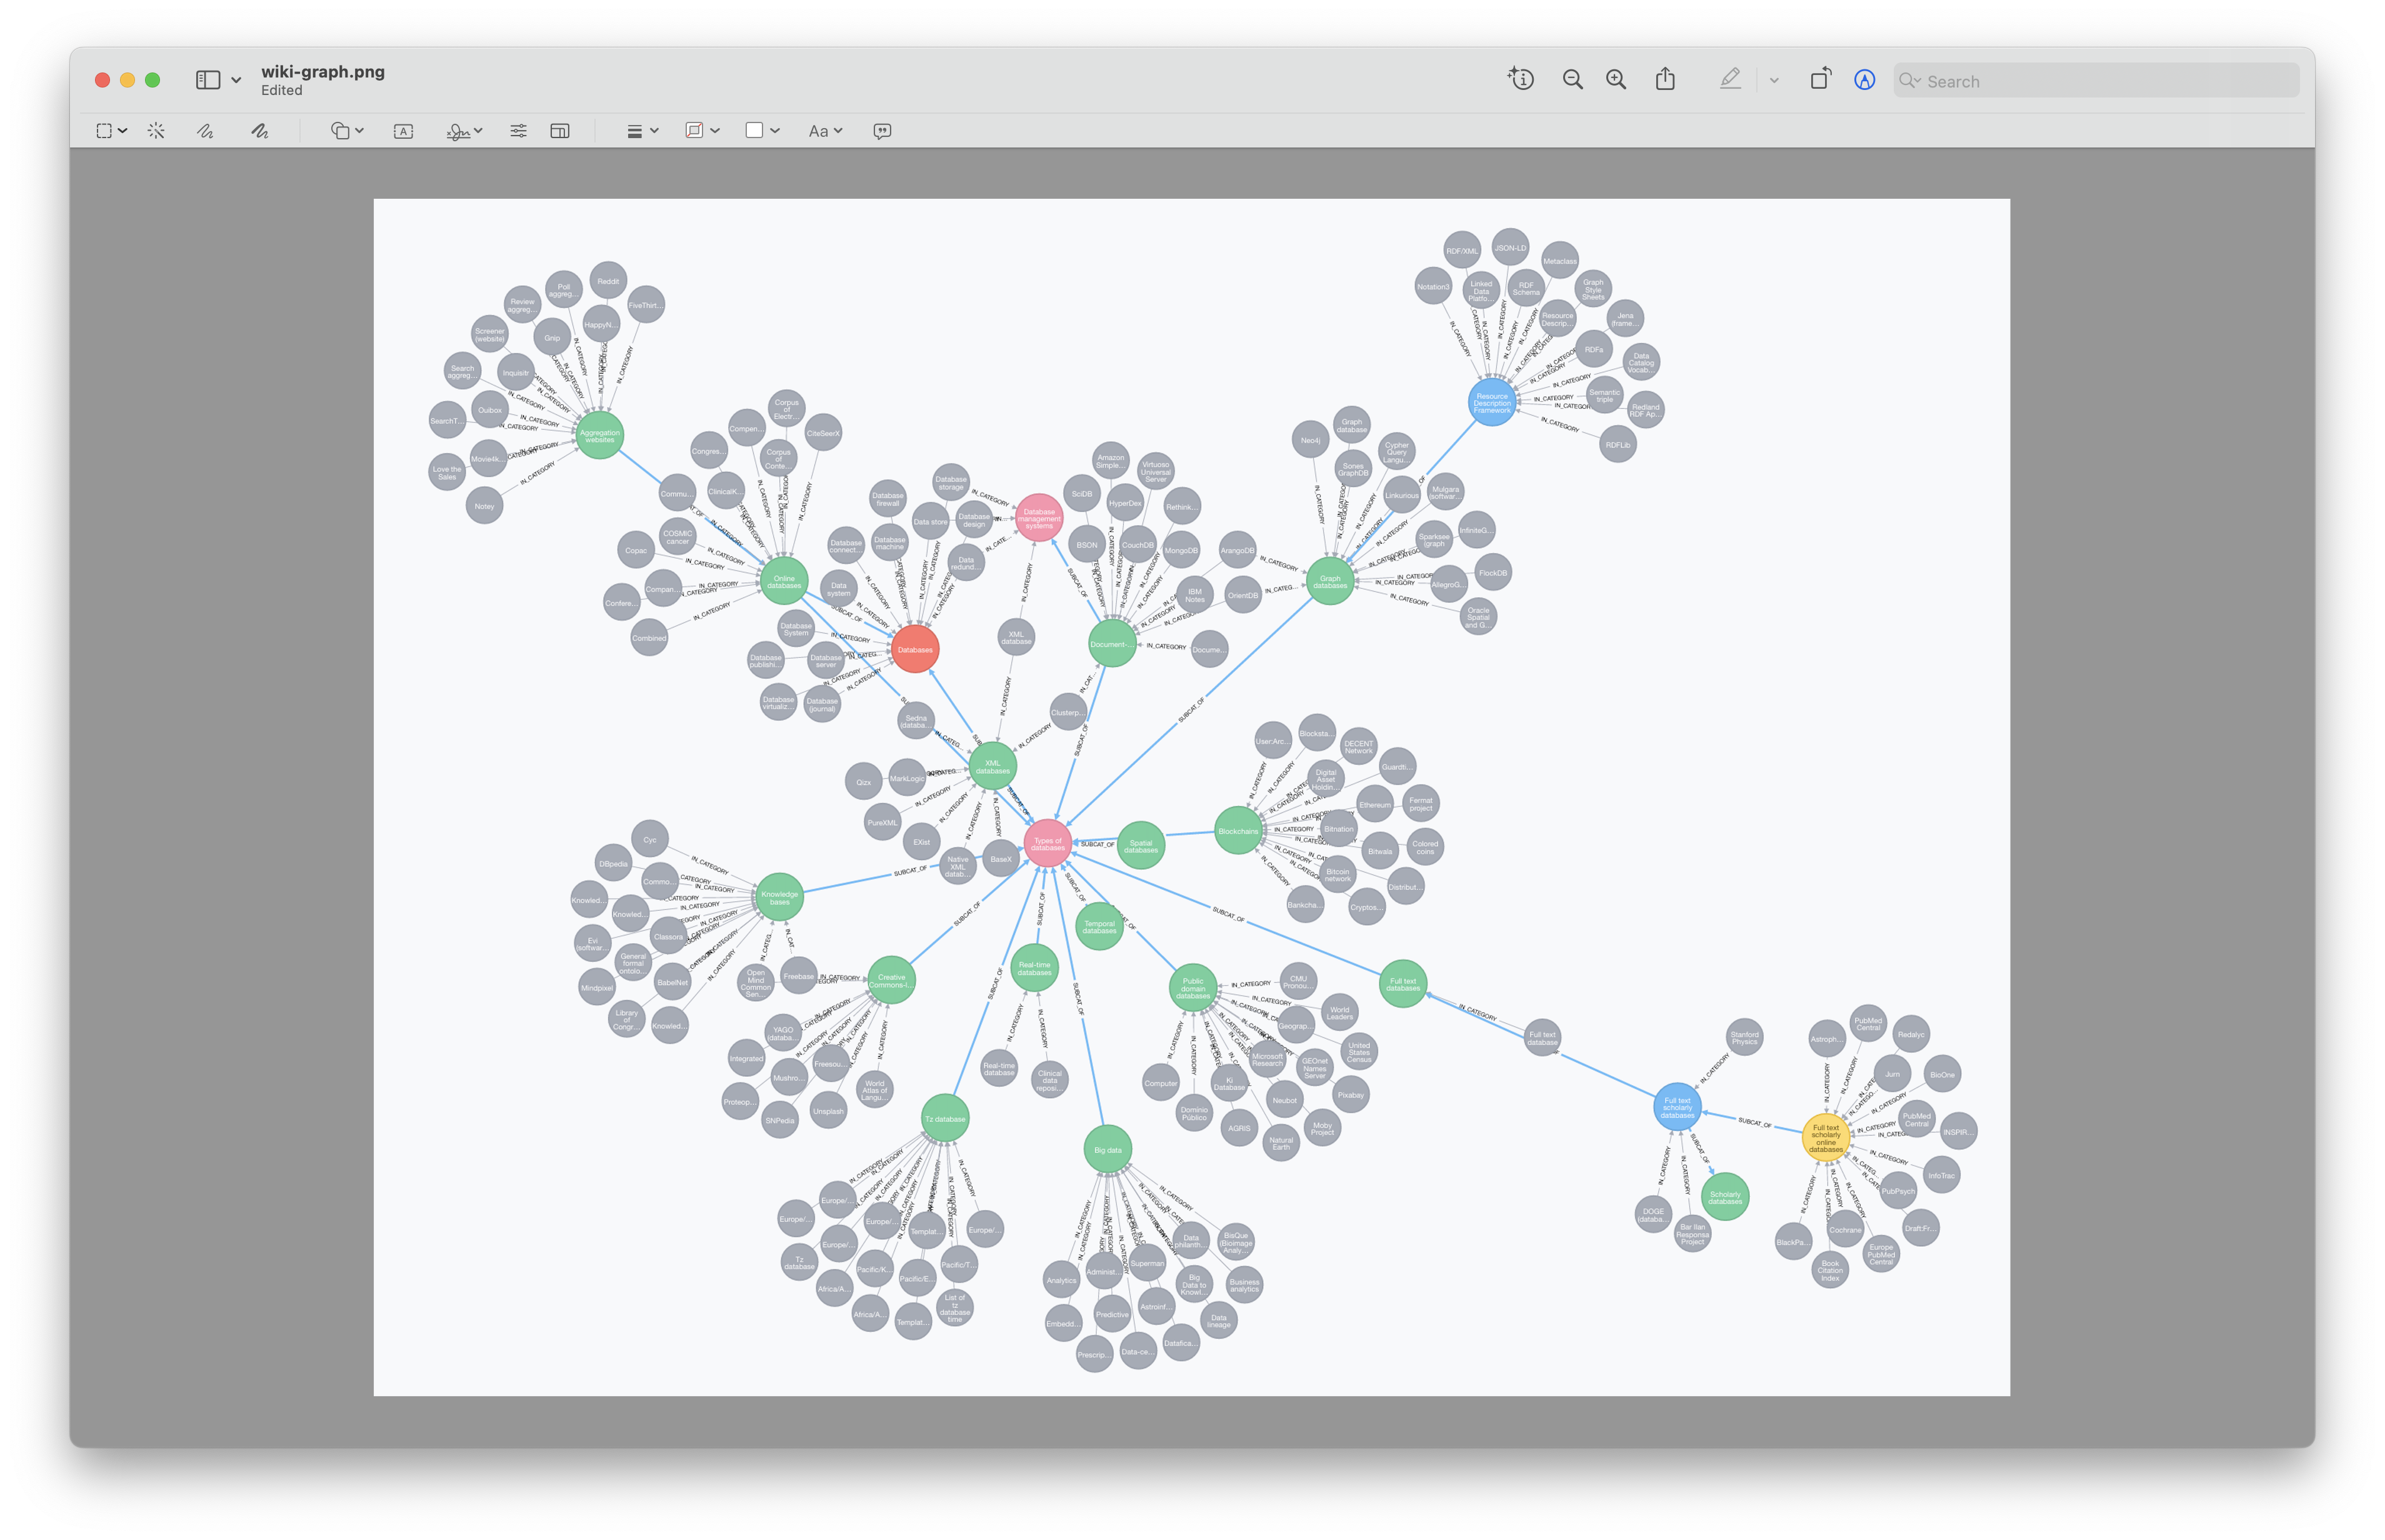 wiki-graph.png
Edited
Search
Aa
Reddit
Poll
aggreg...
Review
aggreg...
FiveThirt...
HappyN...
Gnip
Screener
(website)
Search
aggreg...
Inquisitr
Ouibox
SearchT...
Movie4k...
Love the
Sales
Notey
Aggregation
websites
IN_CATEGORY
SUBCAT_OF
RDF/XML
JSON-LD
Metaclass
Notation3
Linked
Data
Platfo...
RDF
Schema
Graph
Style
Sheets
Resource
Descrip...
Jena
(frame...
RDFa
Data
Catalog
Vocab...
Semantic
triple
Redland
RDF Ap...
RDFLib
Resource
Description
Framework
Corpus
of
Electr...
Compen...
CiteSeerX
Congres...
Corpus
of
Conte...
ClinicalK...
Commu...
COSMIC
cancer
Copac
Compan...
Confere...
Combined
Online
databases
Database
storage
Database
firewall
Data store
Database
design
Database
connect...
Database
machine
Data
redund...
Data
system
Database
System
Database
publishi...
Database
server
Database
virtualiz...
Database
(journal)
Databases
Database
management
systems
XML
database
Amazon
Simple...
Virtuoso
Universal
Server
SciDB
HyperDex
Rethink...
BSON
CouchDB
MongoDB
ArangoDB
IBM
Notes
OrientDB
Docume...
Document-...
Clusterp...
Graph
database
Neo4j
Cypher
Query
Langu...
Sones
GraphDB
Linkurious
Mulgara
(softwar...
Sparksee
(graph
InfiniteG...
FlockDB
AllegroG...
Oracle
Spatial
and G...
Graph
databases
Sedna
(databa...
XML
databases
Qizx
MarkLogic
PureXML
EXist
Native
XML
datab...
BaseX
Types of
databases
Spatial
databases
User:Arc...
Blocksta...
DECENT
Network
Guardti...
Digital
Asset
Holdin...
Ethereum
Fermat
project
Bitnation
Bitwala
Colored
coins
Bitcoin
network
Distribut...
Bankcha...
Cryptos...
Blockchains
Cyc
DBpedia
Commo...
Knowled...
Knowled...
Classora
Evi
(softwar...
General
formal
ontolo...
Mindpixel
BabelNet
Library
of
Congr...
Knowled...
Knowledge
bases
Open
Mind
Common
Sen...
Freebase
Creative
Commons-l...
YAGO
(databa...
Integrated
Freesou...
Mushro...
Proteop...
SNPedia
Unsplash
World
Atlas of
Langu...
Real-time
databases
Real-time
database
Clinical
data
reposi...
Temporal
databases
Public
domain
databases
CMU
Pronou...
World
Leaders
Geograp...
United
States
Census
Microsoft
Research
GEOnet
Names
Server
Pixabay
Computer
Ki
Database
Neubot
Domínio
Público
Moby
Project
AGRIS
Natural
Earth
Full text
databases
Full text
database
Stanford
Physics
Full text
scholarly
databases
DOGE
(databa...
Bar Ilan
Responsa
Project
Scholarly
databases
PubMed
Central
Astroph...
Redalyc
Jurn
BioOne
PubMed
Central
INSPIR...
InfoTrac
PubPsych
Draft:Fr...
Europe
PubMed
Central
Cochrane
Book
Citation
Index
BlackPa...
Full text
scholarly
online
databases
Tz database
Europe/...
Europe/...
Europe/...
Europe/...
Europe/...
Templat...
Tz
database
Pacific/K...
Pacific/T...
Pacific/E...
Africa/A...
Africa/A...
Templat...
List of
tz
database
time
Big data
Data
philanth...
BisQue
(Bioimage
Analy...
Analytics
Administ...
Superman
Big
Data to
Knowl...
Business
analytics
Embedd...
Predictive
Astroinf...
Data
lineage
Prescrip...
Data-ce...
Datafica...